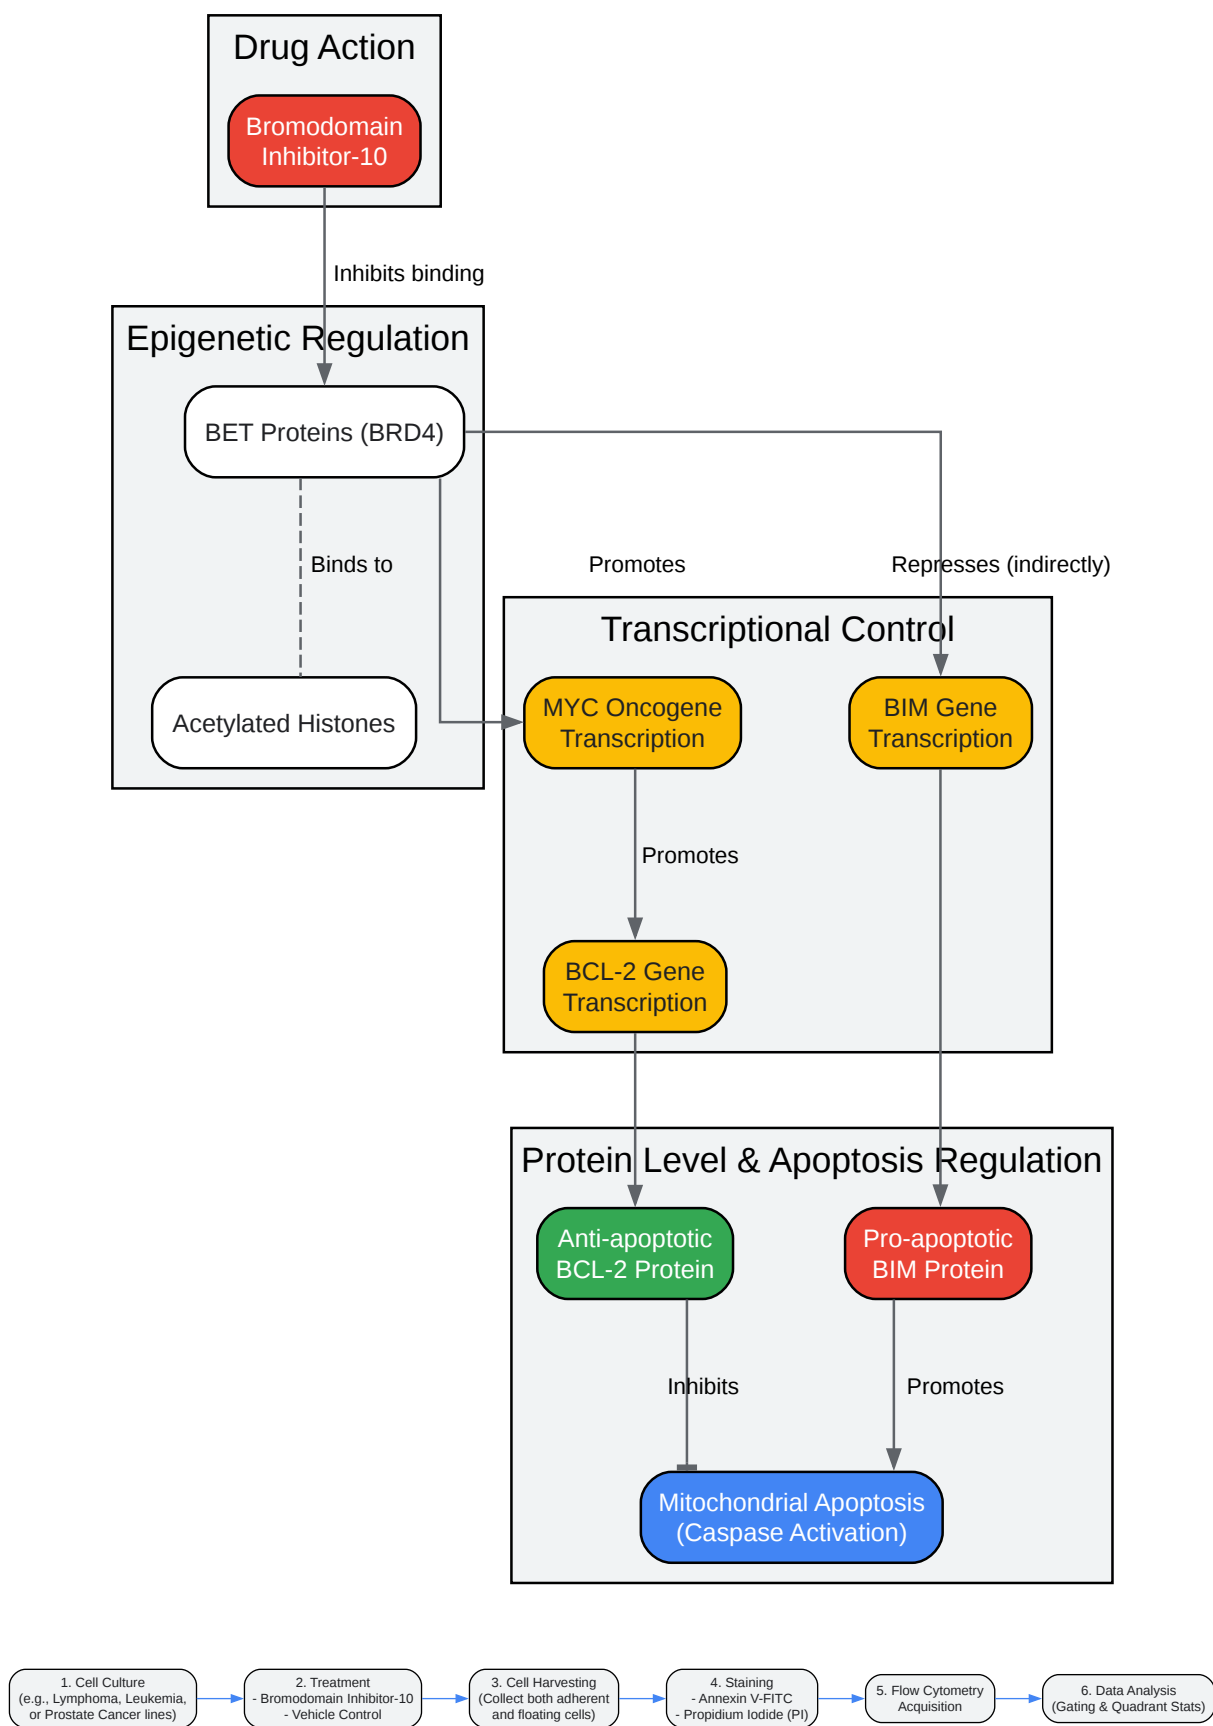 Drug Action
Bromodomain
Inhibitor-10
Inhibits binding
Epigenetic Regulation
BET Proteins (BRD4)
Binds to
Promotes
Represses (indirectly)
Transcriptional Control
Acetylated Histones
MYC Oncogene
Transcription
BIM Gene
Transcription
Promotes
BCL-2 Gene
Transcription
Protein Level & Apoptosis Regulation
Anti-apoptotic
BCL-2 Protein
Pro-apoptotic
BIM Protein
Inhibits
Promotes
Mitochondrial Apoptosis
(Caspase Activation)
1. Cell Culture
(e.g., Lymphoma, Leukemia,
or Prostate Cancer lines)
2. Treatment
- Bromodomain Inhibitor-10
- Vehicle Control
3. Cell Harvesting
(Collect both adherent
and floating cells)
4. Staining
- Annexin V-FITC
- Propidium Iodide (PI)
5. Flow Cytometry
Acquisition
6. Data Analysis
(Gating & Quadrant Stats)